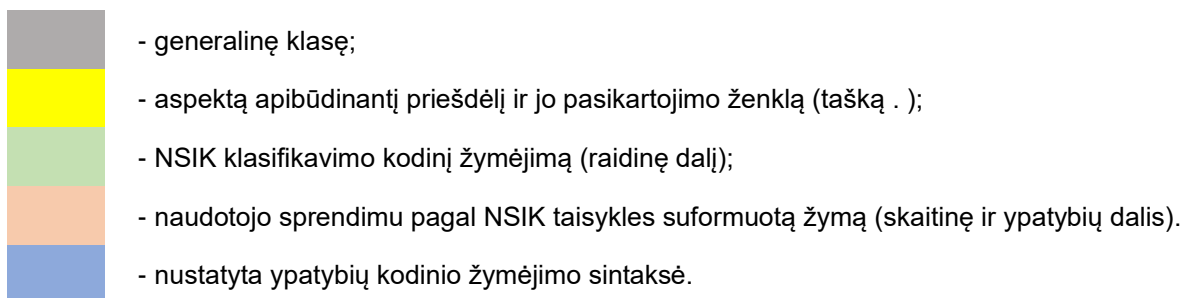 - generalinę klasę;
- aspektą apibūdinantį priešdėlį ir jo pasikartojimo ženklą (tašką . );
- NSIK klasifikavimo kodinį žymėjimą (raidinę dalį);
- naudotojo sprendimu pagal NSIK taisykles suformuotą žymą (skaitinę ir ypatybių dalis).
- nustatyta ypatybių kodinio žymėjimo sintaksė.